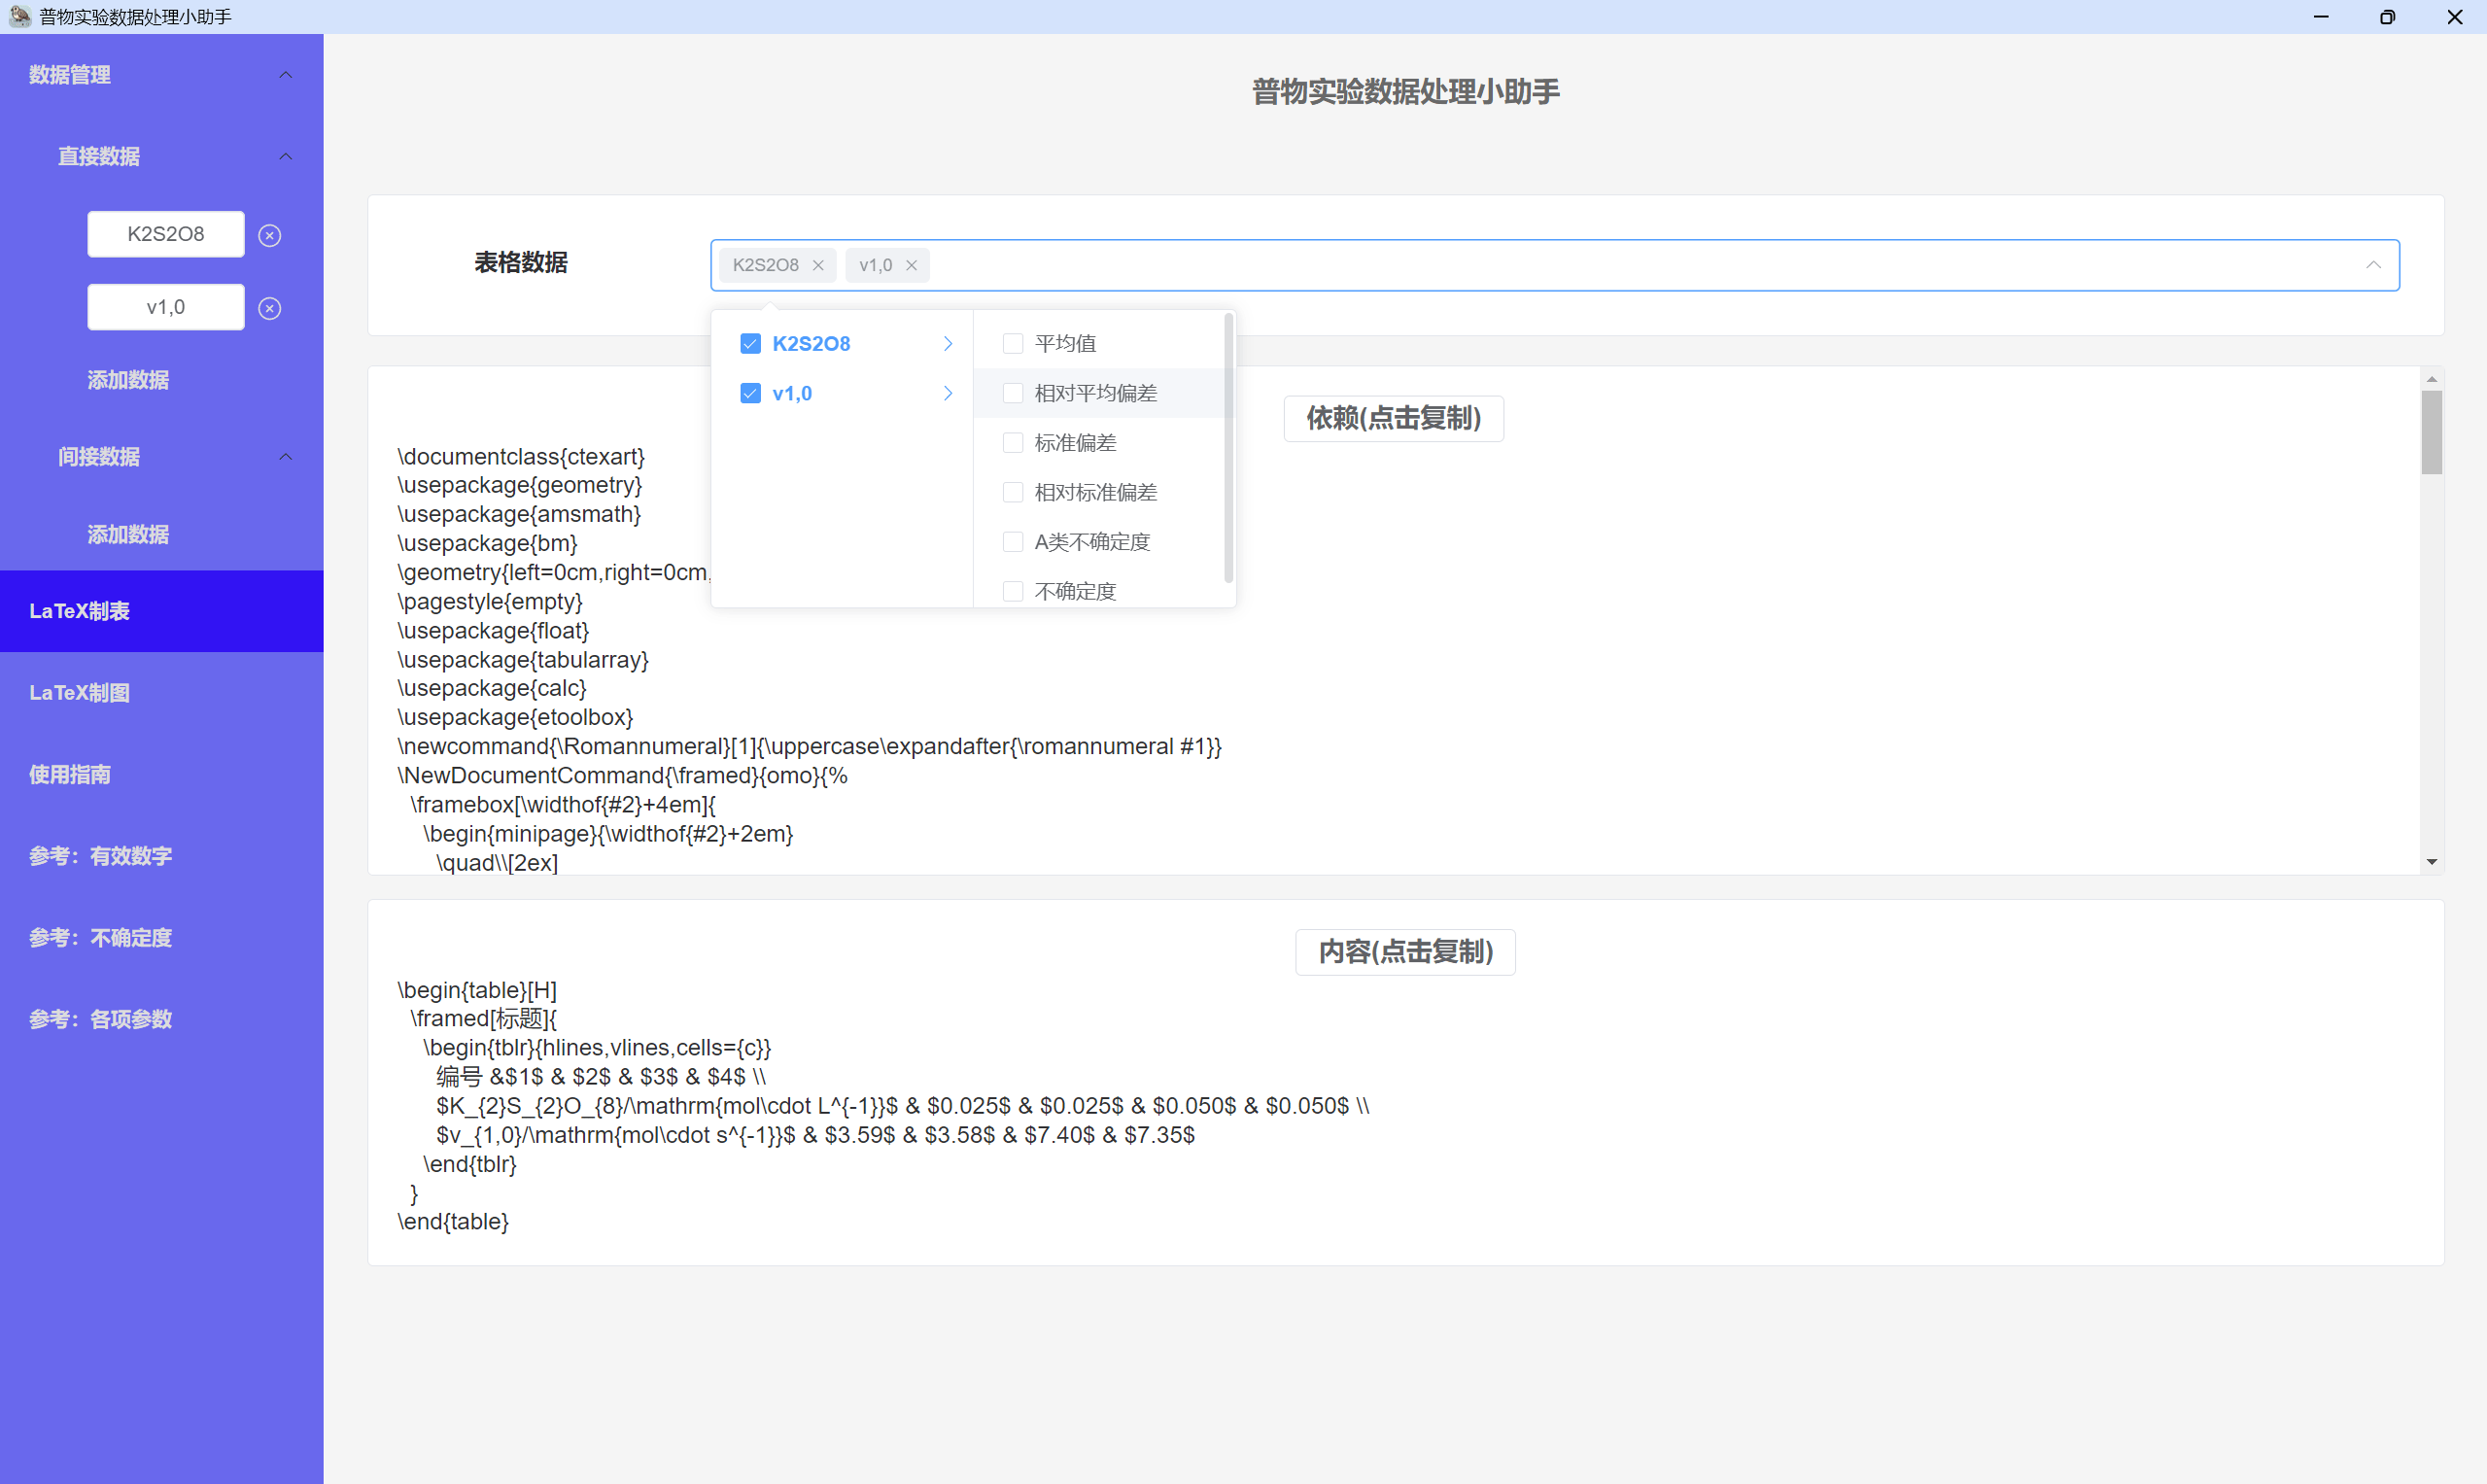 普物实验数据处理小助手
数据管理
直接数据
K2S2O8
v1,0
添加数据
间接数据
添加数据
LaTeX制表
LaTeX制图
使用指南
参考：有效数字
参考：不确定度
参考：各项参数
普物实验数据处理小助手
表格数据
K2S2O8
v1,0
K2S2O8
v1,0
平均值
相对平均偏差
标准偏差
相对标准偏差
A类不确定度
不确定度
依赖(点击复制)
\documentclass{ctexart}
\usepackage{geometry}
\usepackage{amsmath}
\usepackage{bm}
\geometry{left=0cm,right=0cm,
\pagestyle{empty}
\usepackage{float}
\usepackage{tabularray}
\usepackage{calc}
\usepackage{etoolbox}
\newcommand{\Romannumeral}[1]{\uppercase\expandafter{\romannumeral #1}}
\NewDocumentCommand{\framed}{omo}{%
\framebox[\widthof{#2}+4em]{
\begin{minipage}{\widthof{#2}+2em}
\quad\\[2ex]
内容(点击复制)
\begin{table}[H]
\framed[标题]{
\begin{tblr}{hlines,vlines,cells={c}}
编号 &$1$ & $2$ & $3$ & $4$ \\
$K_{2}S_{2}O_{8}/\mathrm{mol\cdot L^{-1}}$ & $0.025$ & $0.025$ & $0.050$ & $0.050$ \\
$v_{1,0}/\mathrm{mol\cdot s^{-1}}$ & $3.59$ & $3.58$ & $7.40$ & $7.35$
\end{tblr}
}
\end{table}